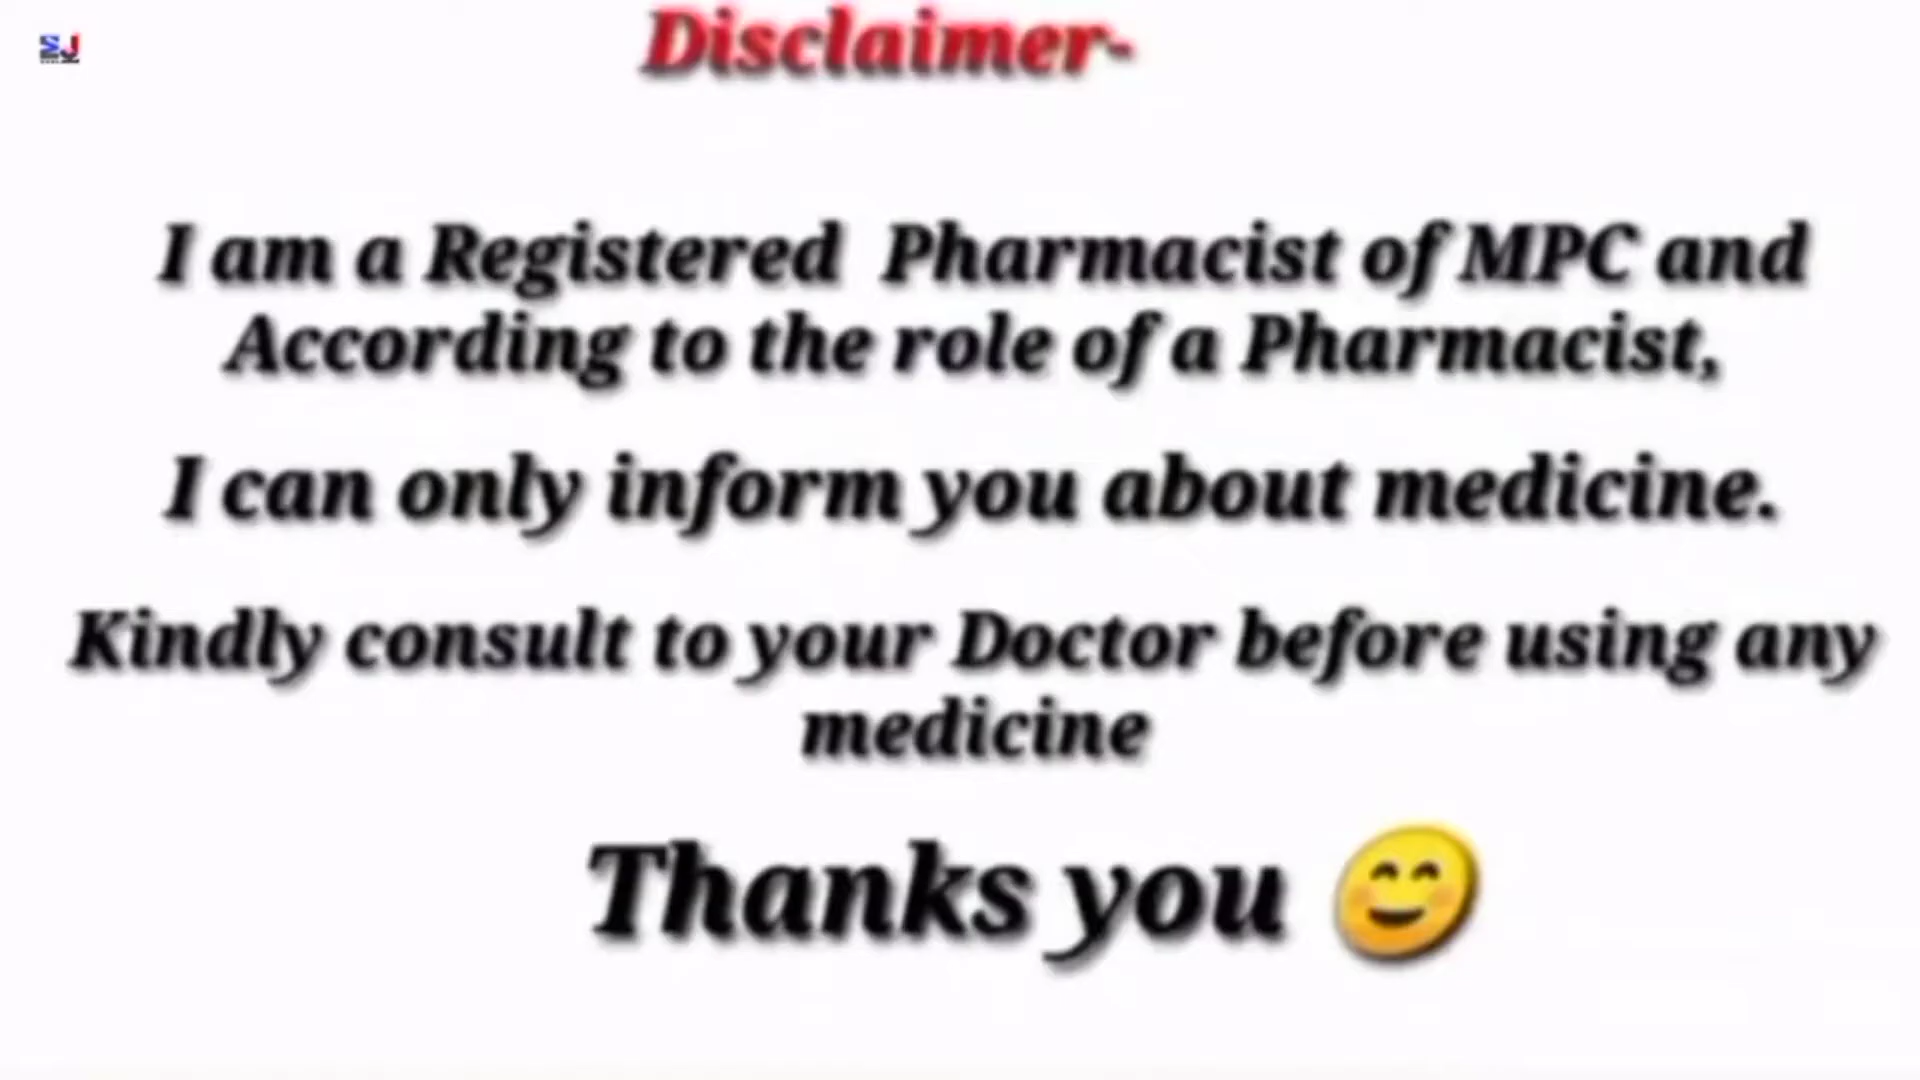 Disclaimer-
I am a Registered Pharmacist of MPC and
According to the role of a Pharmacist,
I can only inform you about medicine.
Kindly consult to your Doctor before using any
medicine
Thanks you 😊